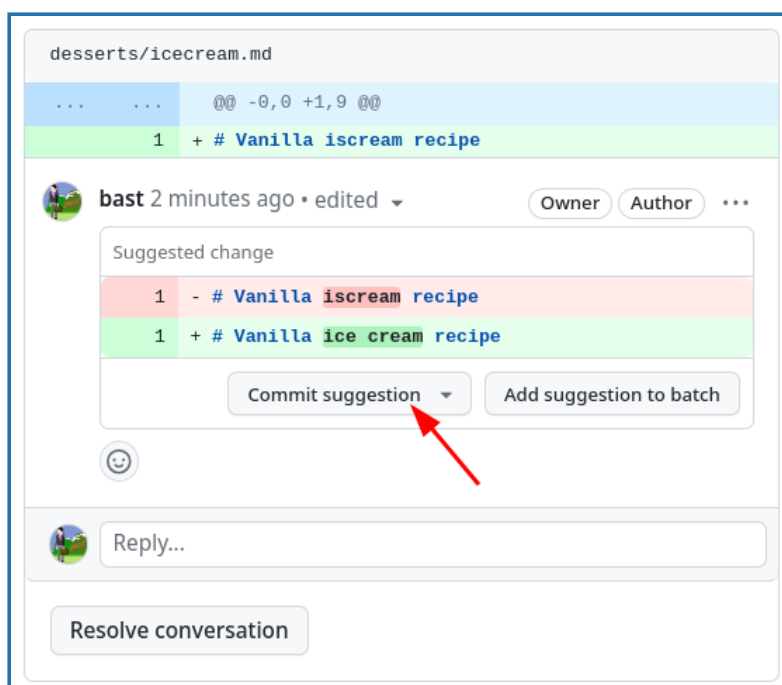 desserts/icecream.md
... ... @@ -0,0 +1,9 @@
1 + # Vanilla iscream recipe
bast 2 minutes ago • edited
Owner Author ...
Suggested change
1 - # Vanilla iscream recipe
1 + # Vanilla ice cream recipe
Commit suggestion Add suggestion to batch
Reply...
Resolve conversation